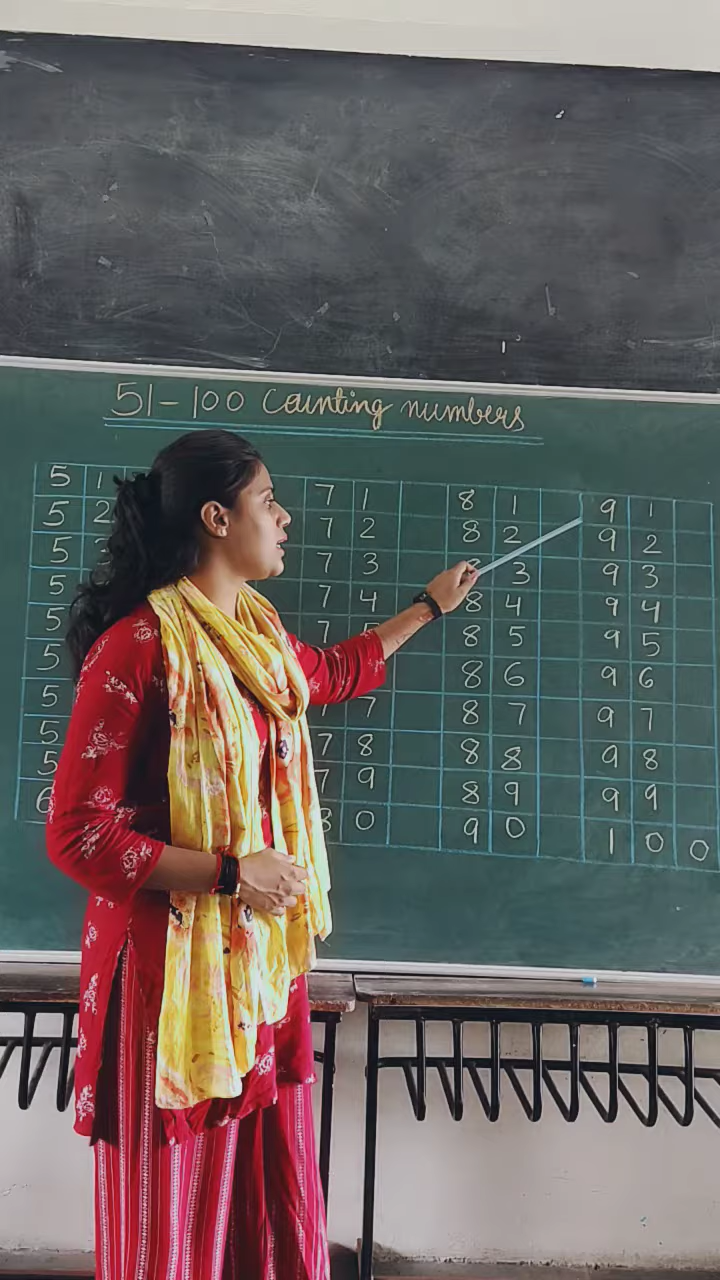 51-100 Caunting numbers
5 1 7 1 8 1 9 1
5 2 7 2 8 2 9 2
5 7 3 8 3 9 3
5 7 4 8 4 9 4
5 7 5 8 5 9 5
5 8 6 9 6
5 7 8 7 9 7
5 7 8 8 8 9 8
5 7 9 8 9 9 9
6 8 0 9 0 1 0 0